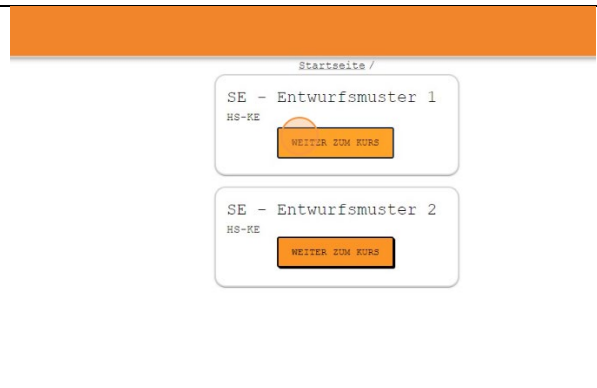 Startseite /
SE - Entwurfsmuster 1
HS-KE
WEITER ZUM KURS
SE - Entwurfsmuster 2
HS-KE
WEITER ZUM KURS